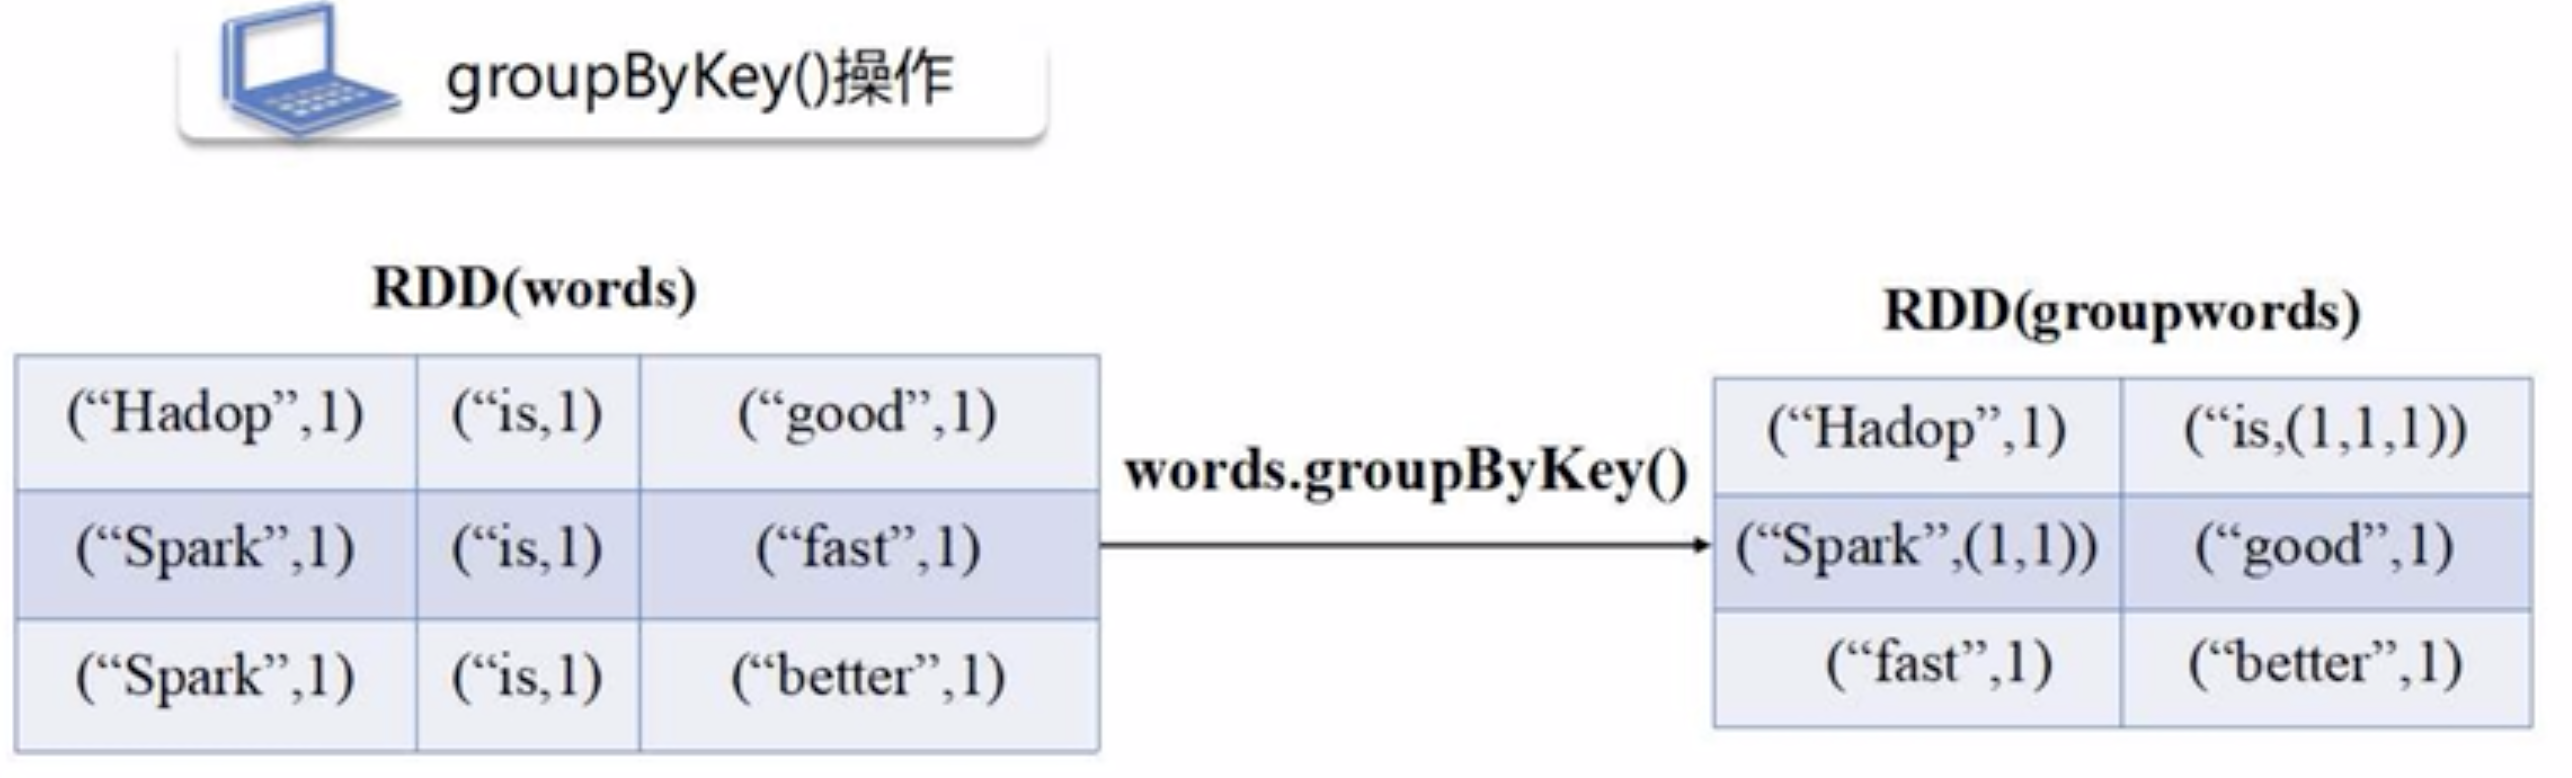 groupByKey()操作
RDD(words)
(“Hadop”,1) (“is,1) (“good”,1)
(“Spark”,1) (“is,1) (“fast”,1)
(“Spark”,1) (“is,1) (“better”,1)
words.groupByKey()
RDD(groupwords)
(“Hadop”,1) (“is,(1,1,1))
(“Spark”,(1,1)) (“good”,1)
(“fast”,1) (“better”,1)